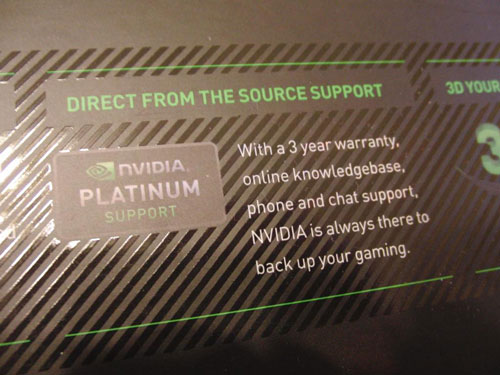 DIRECT FROM THE SOURCE SUPPORT
3D YOUR
NVIDIA.
PLATINUM
SUPPORT
With a 3 year warranty,
online knowledgebase,
phone and chat support,
NVIDIA is always there to
back up your gaming.
3